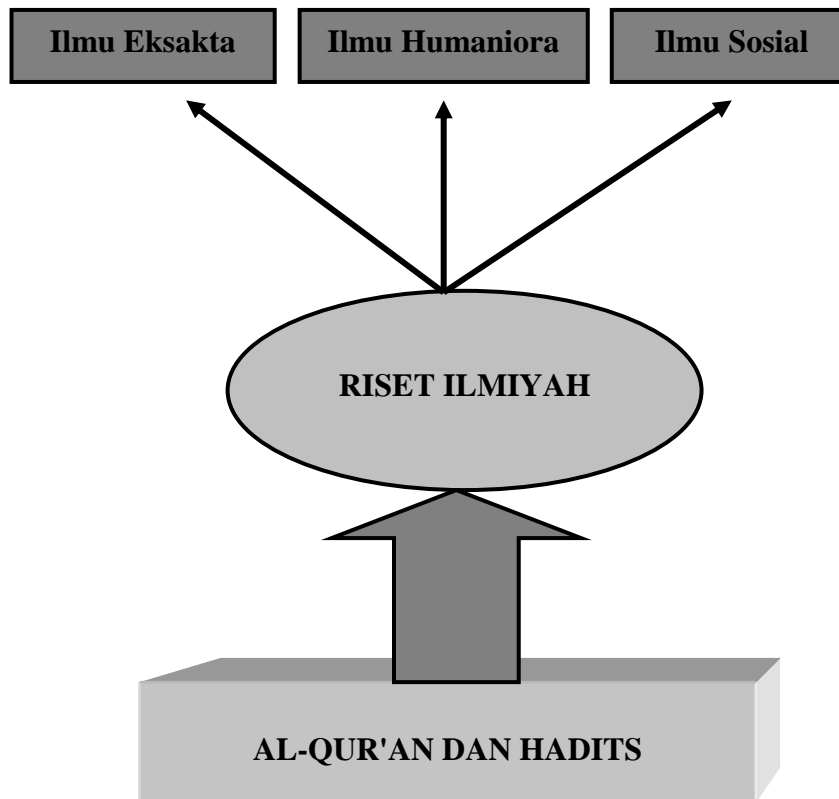 Ilmu Eksakta
Ilmu Humaniora
Ilmu Sosial
RISET ILMIYAH
AL-QUR'AN DAN HADITS